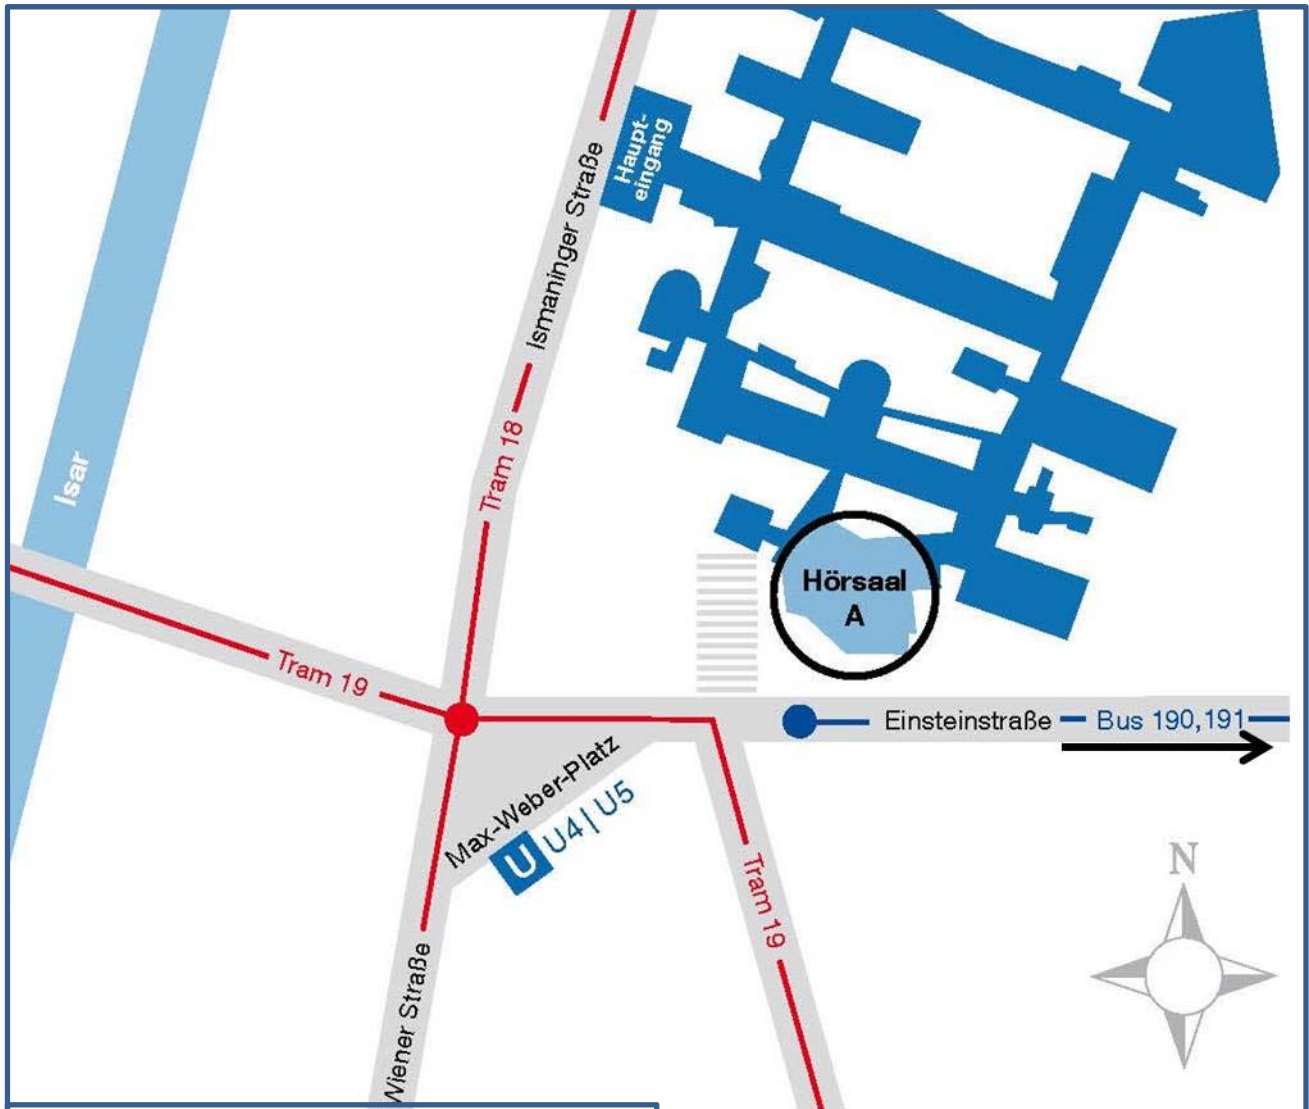 Haupt-
eingang
Ismaninger Straße
Tram 18
Isar
Hörsaal
A
Tram 19
Einsteinstraße
Bus 190,191
Max-Weber-Platz
U U4 | U5
N
Tram 19
Wiener Straße